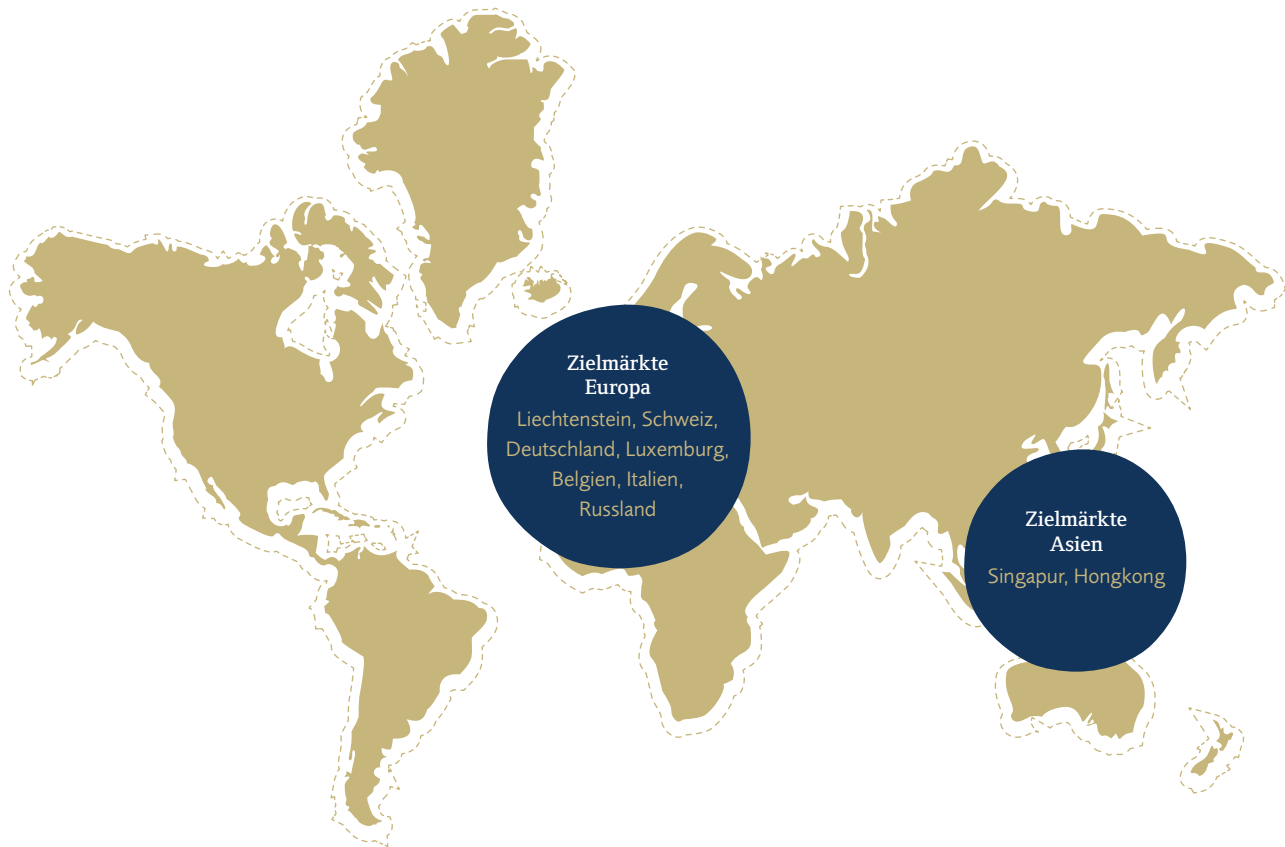 Zielmärkte
Europa
Liechtenstein, Schweiz,
Deutschland, Luxemburg,
Belgien, Italien,
Russland
Zielmärkte
Asien
Singapur, Hongkong